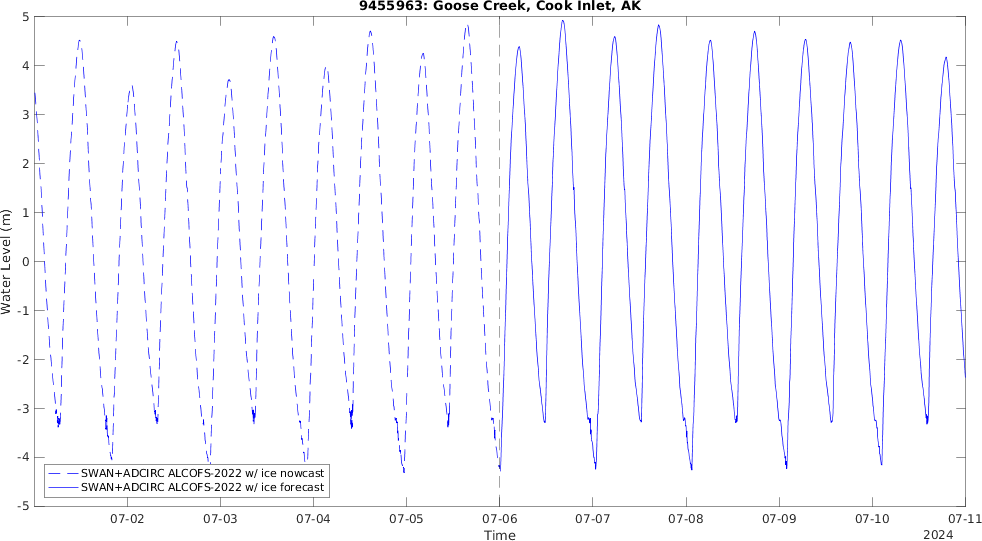 9455963: Goose Creek, Cook Inlet, AK
5
4
3
2
1
0
-1
-2
-3
-4
-5
Water Level (m)
SWAN+ADCIRC ALCOFS-2022 w/ ice nowcast
SWAN+ADCIRC ALCOFS-2022 w/ ice forecast
07-02 07-03 07-04 07-05 07-06 07-07 07-08 07-09 07-10 07-11
Time
2024